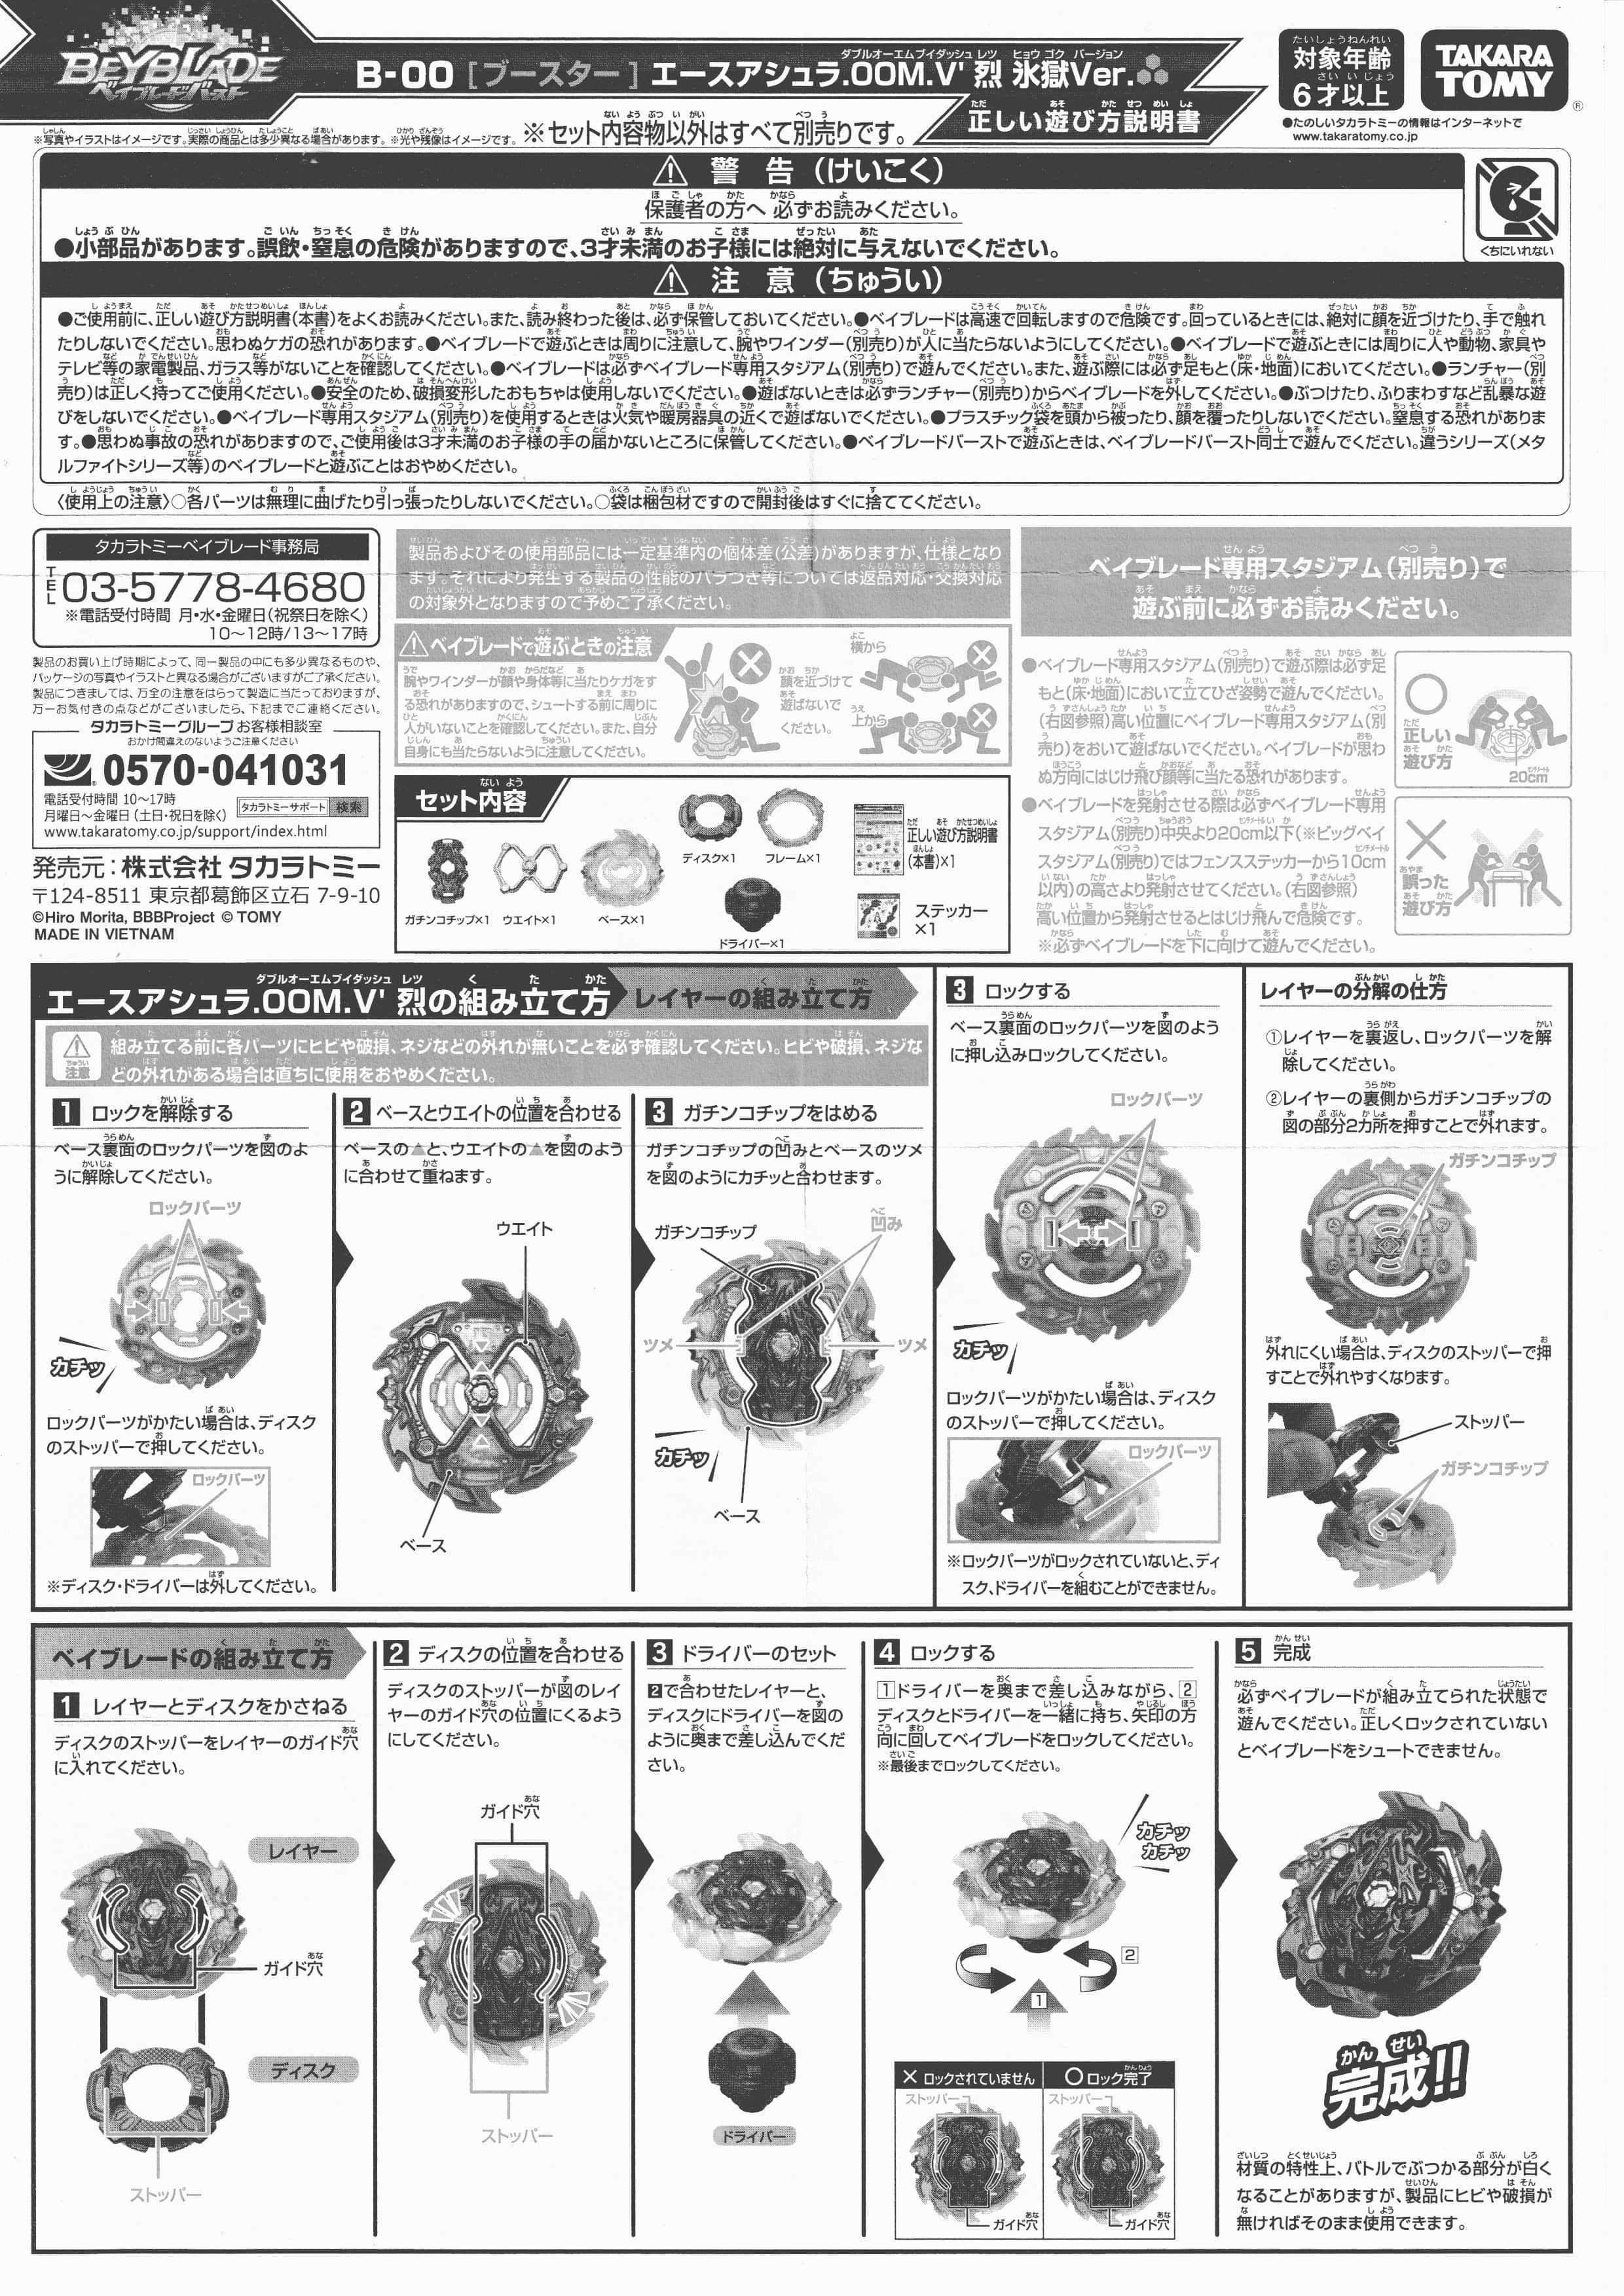 BEYBLADE
ベイブレードバースト
B-00 [ブースター] エースアシュラ.00M.V' 烈 氷獄Ver.
ダブルオーエムブイダッシュ レツ ヒョウ ゴク バージョン
正しい遊び方説明書
対象年齢
6才以上
TAKARA
TOMY
®
●たのしいタカラトミーの情報はインターネットで
www.takaratomy.co.jp
※写真やイラストはイメージです。実際の商品とは多少異なる場合があります。※光や残像はイメージです。
※セット内容物以外はすべて別売りです。
警 告 (けいこく)
保護者の方へ 必ずお読みください。
●小部品があります。誤飲・窒息の危険がありますので、3才未満のお子様には絶対に与えないでください。
くちにいれない
注 意 (ちゅうい)
●ご使用前に、正しい遊び方説明書(本書)をよくお読みください。また、読み終わった後は、必ず保管しておいてください。●ベイブレードは高速で回転しますので危険です。回っているときには、絶対に顔を近づけたり、手で触れ
たりしないでください。思わぬケガの恐れがあります。●ベイブレードで遊ぶときは周りに注意して、腕やワインダー(別売り)が人に当たらないようにしてください。●ベイブレードで遊ぶときには周りに人や動物、家具や
テレビ等の家電製品、ガラス等がないことを確認してください。●ベイブレードは必ずベイブレード専用スタジアム(別売り)で遊んでください。また、遊ぶ際には必ず足もと(床・地面)においてください。●ランチャー(別
売り)は正しく持ってご使用ください。●安全のため、破損変形したおもちゃは使用しないでください。●遊ばないときは必ずランチャー(別売り)からベイブレードを外してください。●ぶつけたり、ふりまわすなど乱暴な遊
びをしないでください。●ベイブレード専用スタジアム(別売り)を使用するときは火気や暖房器具の近くで遊ばないでください。●プラスチック袋を頭から被ったり、顔を覆ったりしないでください。窒息する恐れがありま
す。●思わぬ事故の恐れがありますので、ご使用後は3才未満のお子様の手の届かないところに保管してください。●ベイブレードバーストで遊ぶときは、ベイブレードバースト同士で遊んでください。違うシリーズ(メタ
ルファイトシリーズ等)のベイブレードと遊ぶことはおやめください。
〈使用上の注意〉○各パーツは無理に曲げたり引っ張ったりしないでください。○袋は梱包材ですので開封後はすぐに捨ててください。
タカラトミーベイブレード事務局
TEL 03-5778-4680
※電話受付時間 月・水・金曜日(祝祭日を除く)
10〜12時/13〜17時
製品のお買い上げ時期によって、同一製品の中にも多少異なるものや、
パッケージの写真やイラストと異なる場合がございますがご了承ください。
製品につきましては、万全の注意をはらって製造に当たっておりますが、
万一お気付きの点などがございましたら、下記までご連絡ください。
タカラトミーグループ お客様相談室
おかけ間違えのないようご注意ください
0570-041031
電話受付時間 10〜17時
月曜日〜金曜日 (土日・祝日を除く)
タカラトミーサポート 検索
www.takaratomy.co.jp/support/index.html
発売元：株式会社 タカラトミー
〒124-8511 東京都葛飾区立石 7-9-10
©Hiro Morita, BBBProject © TOMY
MADE IN VIETNAM
製品およびその使用部品には一定基準内の個体差(公差)がありますが、仕様となり
ます。それにより発生する製品の性能のバラつき等については返品対応・交換対応
の対象外となりますので予めご了承ください。
ベイブレードで遊ぶときの注意
腕やワインダーが顔や身体等に当たりケガをす
る恐れがありますので、シュートする前に周りに
人がいないことを確認してください。また、自分
自身にも当たらないように注意してください。
顔を近づけて
遊ばないで
ください。
横から
上から
セット内容
ガチンコチップ×1
ウエイト×1
ベース×1
ディスク×1
フレーム×1
ドライバー×1
正しい遊び方説明書
(本書)×1
ステッカー
×1
ベイブレード専用スタジアム(別売り)で
遊ぶ前に必ずお読みください。
●ベイブレード専用スタジアム(別売り)で遊ぶ際は必ず足
もと(床・地面)において立てひざ姿勢で遊んでください。
(右図参照)高い位置にベイブレード専用スタジアム(別
売り)をおいて遊ばないでください。ベイブレードが思わ
ぬ方向にはじけ飛び顔等に当たる恐れがあります。
●ベイブレードを発射させる際は必ずベイブレード専用
スタジアム(別売り)中央より20cm以下(※ビッグベイ
スタジアム(別売り)ではフェンスステッカーから10cm
以内)の高さより発射させてください。(右図参照)
高い位置から発射させるとはじけ飛んで危険です。
※必ずベイブレードを下に向けて遊んでください。
正しい
遊び方
20cm
誤った
遊び方
エースアシュラ.00M.V' 烈の組み立て方
ダブルオーエムブイダッシュ レツ
レイヤーの組み立て方
注意
組み立てる前に各パーツにヒビや破損、ネジなどの外れが無いことを必ず確認してください。ヒビや破損、ネジな
どの外れがある場合は直ちに使用をおやめください。
1 ロックを解除する
ベース裏面のロックパーツを図のよ
うに解除してください。
ロックパーツ
カチッ
ロックパーツがかたい場合は、ディスク
のストッパーで押してください。
ロックパーツ
※ディスク・ドライバーは外してください。
2 ベースとウエイトの位置を合わせる
ベースの▲と、ウエイトの▲を図のよう
に合わせて重ねます。
ウエイト
ベース
3 ガチンコチップをはめる
ガチンコチップの凹みとベースのツメ
を図のようにカチッと合わせます。
ガチンコチップ
凹み
ツメ
ツメ
カチッ
ベース
3 ロックする
ベース裏面のロックパーツを図のよう
に押し込みロックしてください。
ロックパーツ
カチッ
ロックパーツがかたい場合は、ディスク
のストッパーで押してください。
ロックパーツ
※ロックパーツがロックされていないと、ディ
スク、ドライバーを組むことができません。
レイヤーの分解の仕方
①レイヤーを裏返し、ロックパーツを解
除してください。
②レイヤーの裏側からガチンコチップの
図の部分2カ所を押すことで外れます。
ガチンコチップ
外れにくい場合は、ディスクのストッパーで押
すことで外れやすくなります。
ストッパー
ガチンコチップ
ベイブレードの組み立て方
1 レイヤーとディスクをかさねる
ディスクのストッパーをレイヤーのガイド穴
に入れてください。
レイヤー
ガイド穴
ディスク
ストッパー
2 ディスクの位置を合わせる
ディスクのストッパーが図のレイ
ヤーのガイド穴の位置にくるよう
にしてください。
ガイド穴
ストッパー
3 ドライバーのセット
2で合わせたレイヤーと、
ディスクにドライバーを図の
ように奥まで差し込んでくだ
さい。
ドライバー
4 ロックする
1ドライバーを奥まで差し込みながら、2
ディスクとドライバーを一緒に持ち、矢印の方
向に回してベイブレードをロックしてください。
※最後までロックしてください。
カチッ
カチッ
2
1
× ロックされていません
ストッパー
ガイド穴
○ ロック完了
ストッパー
ガイド穴
5 完成
必ずベイブレードが組み立てられた状態で
遊んでください。正しくロックされていない
とベイブレードをシュートできません。
完成!!
材質の特性上、バトルでぶつかる部分が白く
なることがありますが、製品にヒビや破損が
無ければそのまま使用できます。